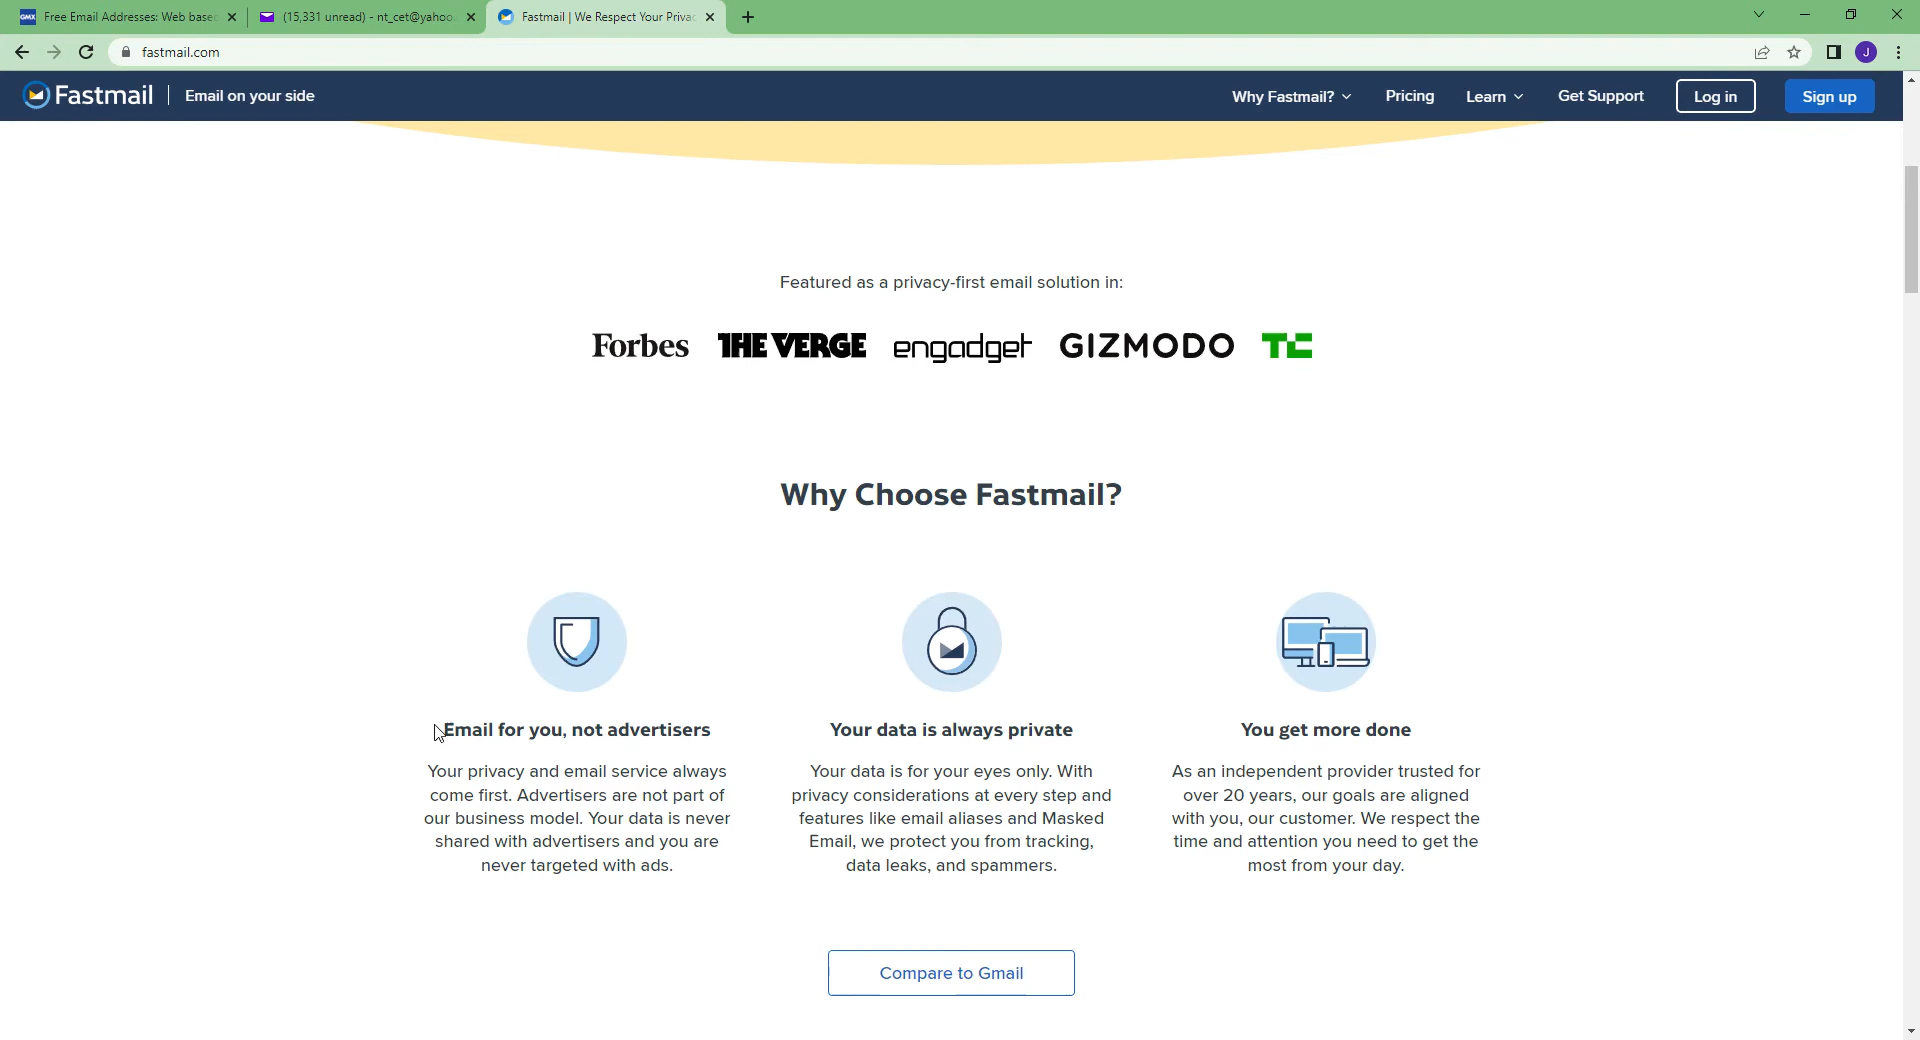 GMX Free Email Addresses: Web base
(15,331 unread) - nt_cet@yahoo.
Fastmail | We Respect Your Priva
fastmail.com
J
Fastmail
Email on your side
Why Fastmail?
Pricing
Learn
Get Support
Log in
Sign up
Featured as a privacy-first email solution in:
Forbes THE VERGE engadget GIZMODO TC
Why Choose Fastmail?
Email for you, not advertisers
Your privacy and email service always
come first. Advertisers are not part of
our business model. Your data is never
shared with advertisers and you are
never targeted with ads.
Your data is always private
Your data is for your eyes only. With
privacy considerations at every step and
features like email aliases and Masked
Email, we protect you from tracking,
data leaks, and spammers.
You get more done
As an independent provider trusted for
over 20 years, our goals are aligned
with you, our customer. We respect the
time and attention you need to get the
most from your day.
Compare to Gmail